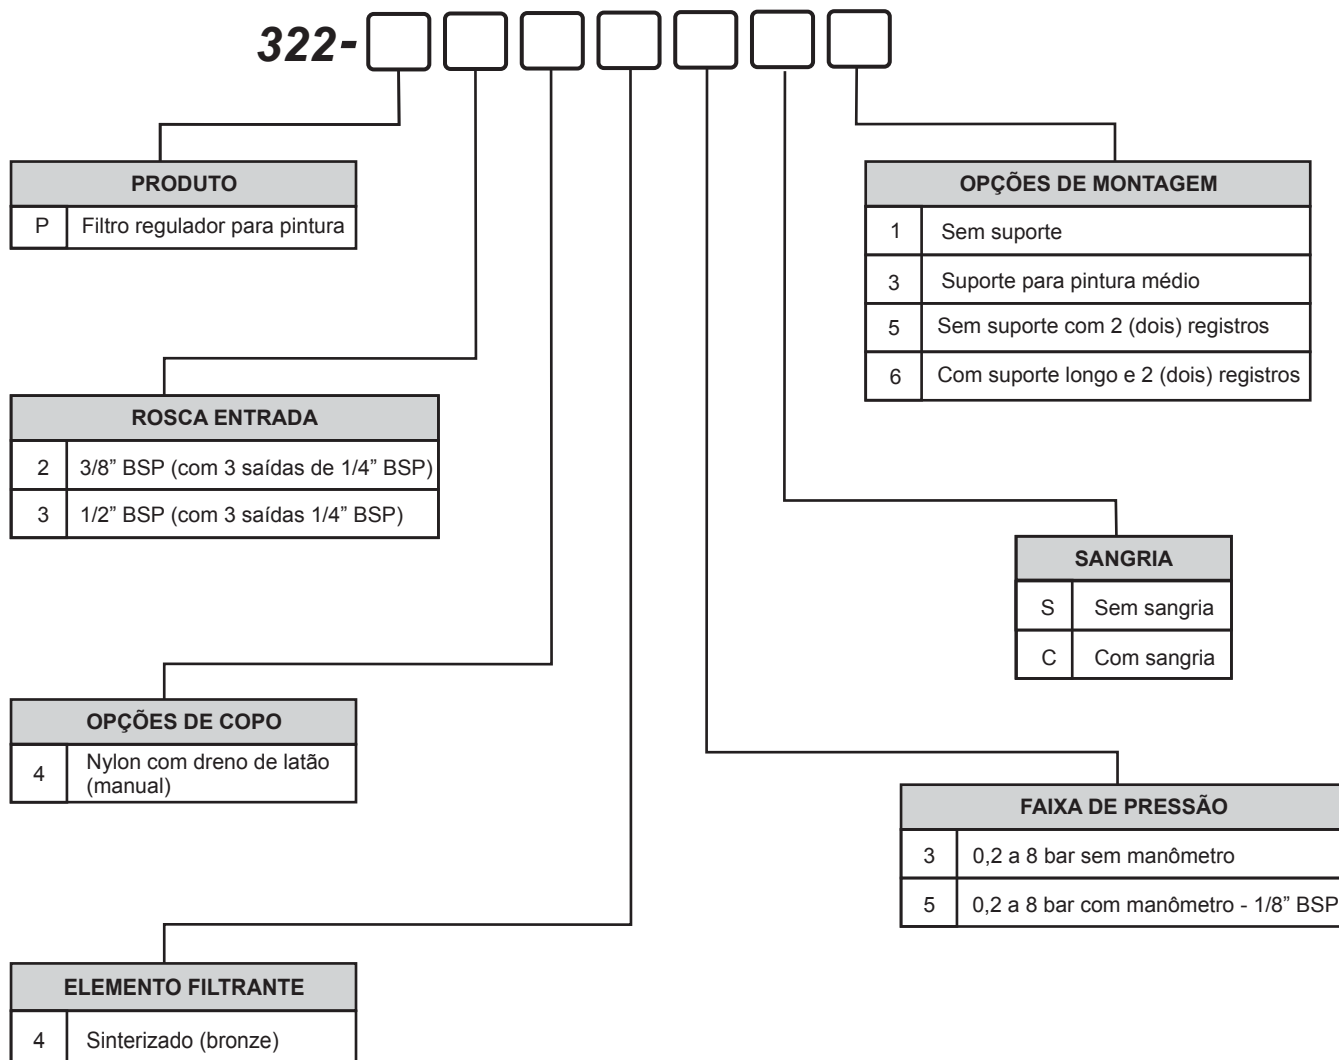 322-
PRODUTO
P Filtro regulador para pintura
OPÇÕES DE MONTAGEM
1 Sem suporte
3 Suporte para pintura médio
5 Sem suporte com 2 (dois) registros
6 Com suporte longo e 2 (dois) registros
ROSCA ENTRADA
2 3/8” BSP (com 3 saídas de 1/4” BSP)
3 1/2” BSP (com 3 saídas 1/4” BSP)
SANGRIA
S Sem sangria
C Com sangria
OPÇÕES DE COPO
4 Nylon com dreno de latão
(manual)
FAIXA DE PRESSÃO
3 0,2 a 8 bar sem manômetro
5 0,2 a 8 bar com manômetro - 1/8” BSP
ELEMENTO FILTRANTE
4 Sinterizado (bronze)